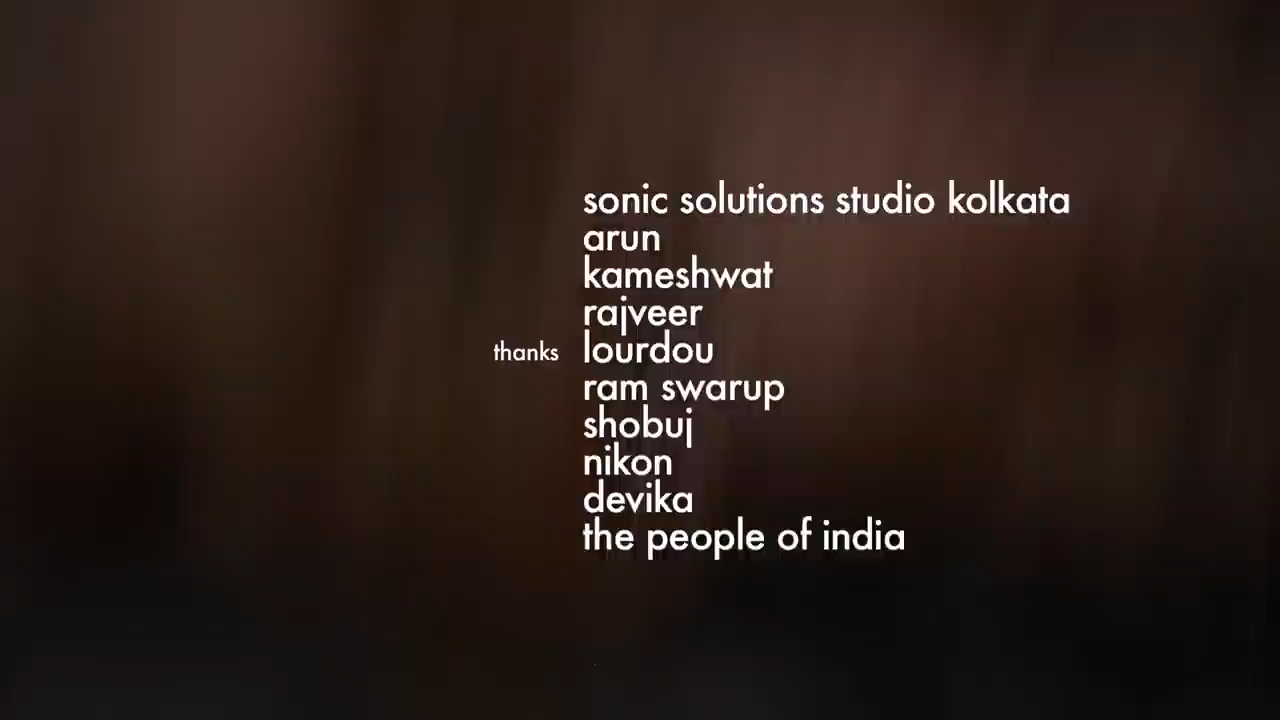 sonic solutions studio kolkata
arun
kameshwat
rajveer
thanks lourdou
ram swarup
shobuj
nikon
devika
the people of india